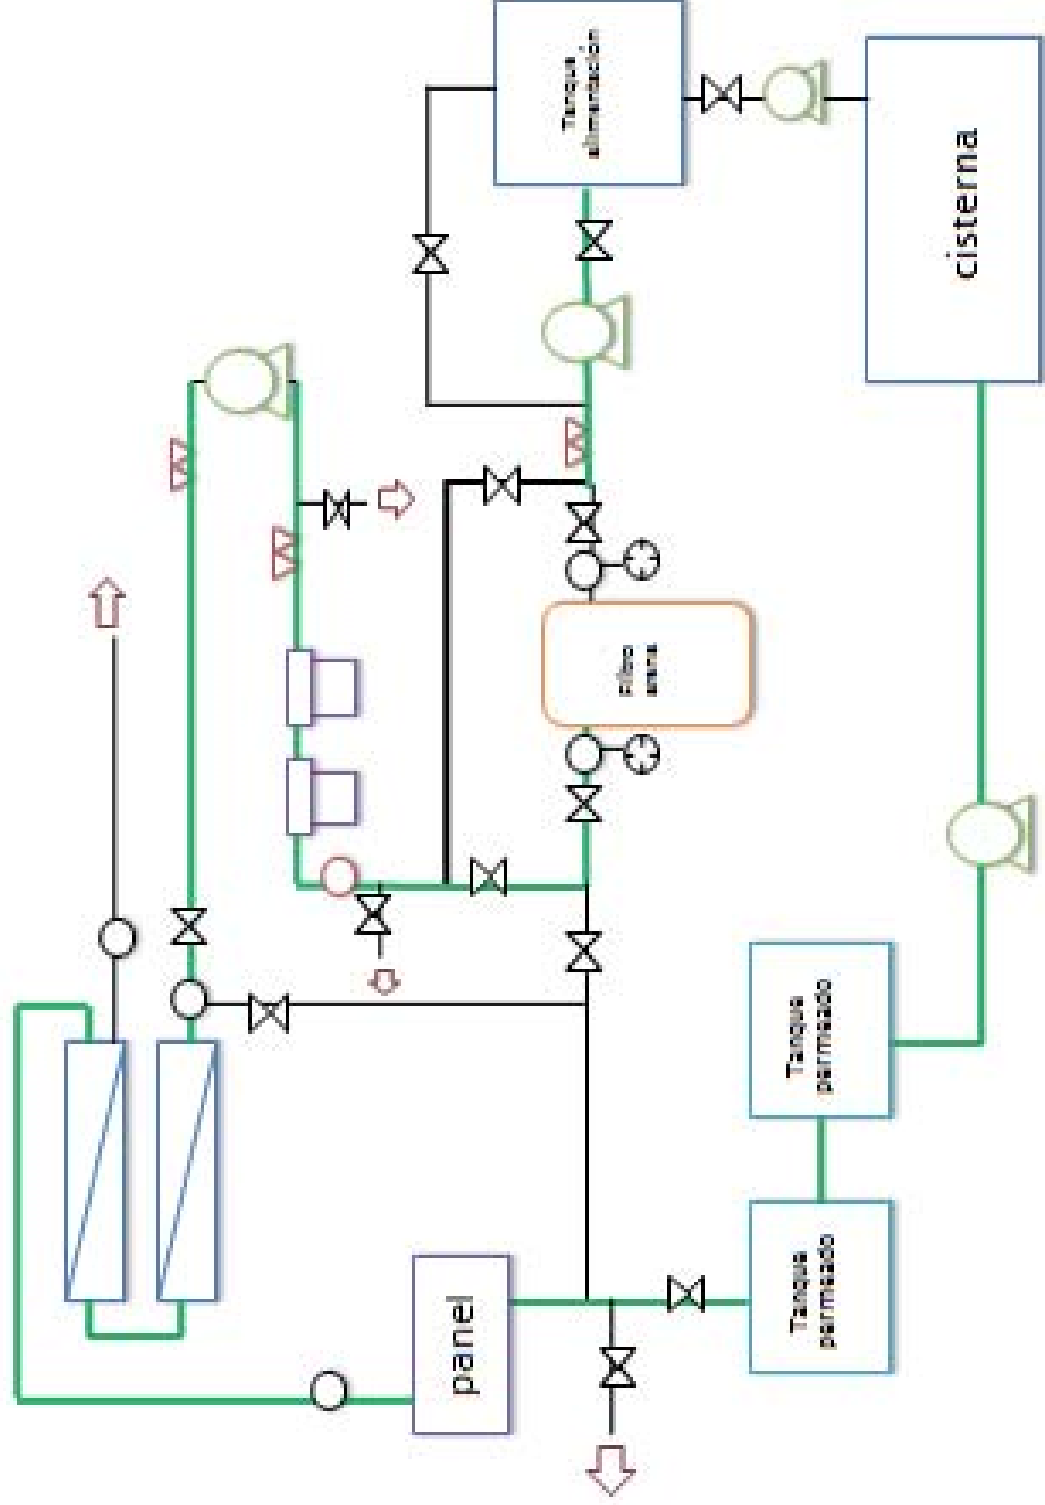 Tanque
alimentación
cisterna
Filtro
arena
Tanque
permeado
Tanque
permeado
panel